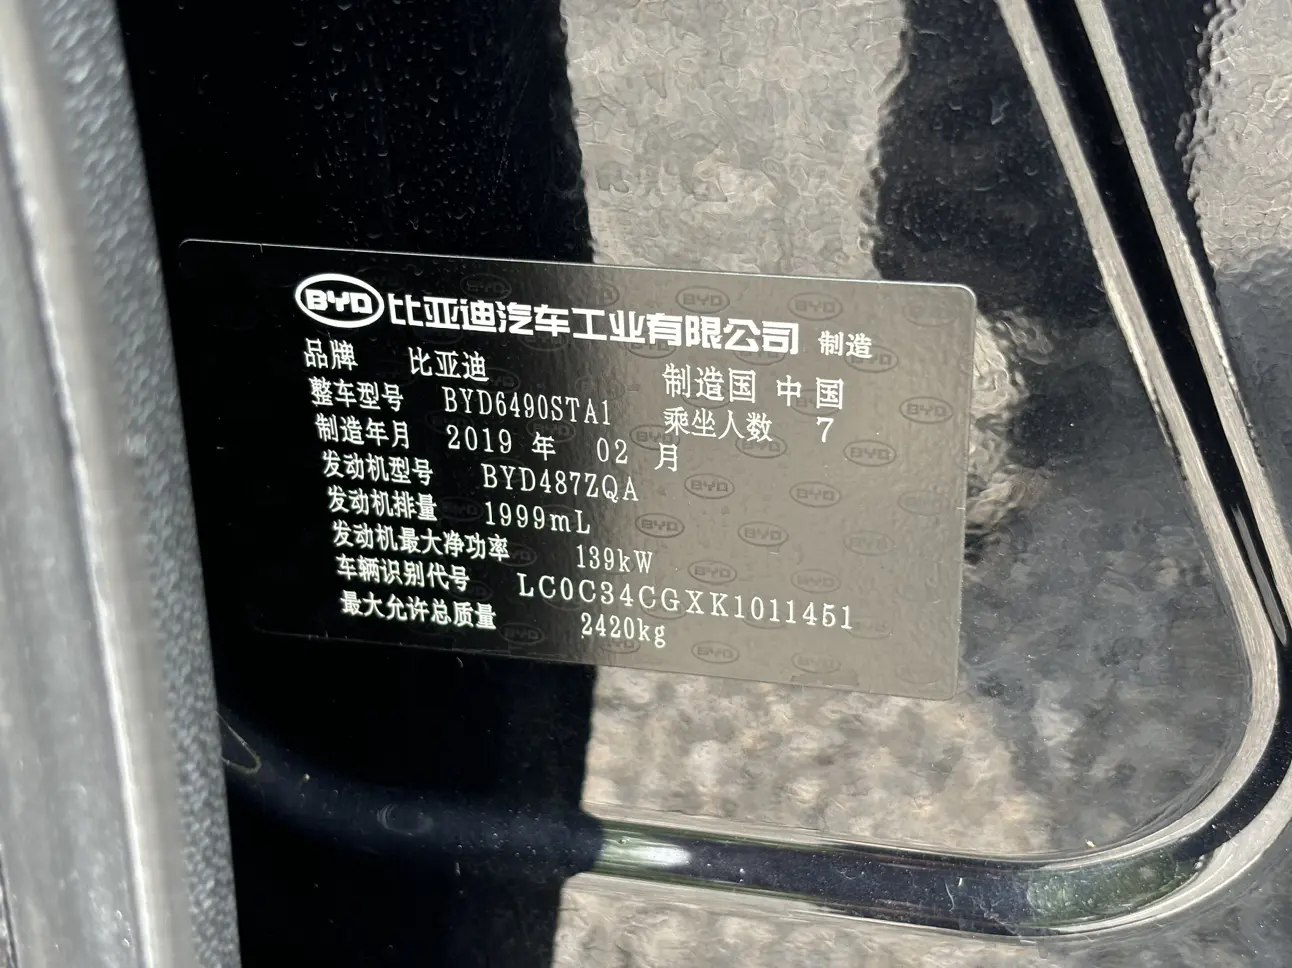 BYD 比亚迪汽车工业有限公司 制造
品牌 比亚迪 制造国 中国
整车型号 BYD6490STA1 乘坐人数 7
制造年月 2019 年 02 月
发动机型号 BYD487ZQA
发动机排量 1999mL
发动机最大净功率 139kW
车辆识别代号 LC0C34CGXK1011451
最大允许总质量 2420kg